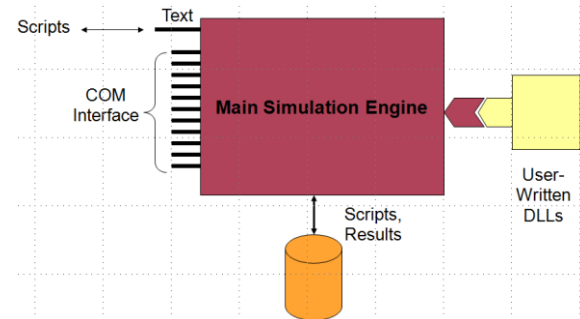 Text
Scripts
COM
Interface
Main Simulation Engine
User-
Written
DLLs
Scripts,
Results